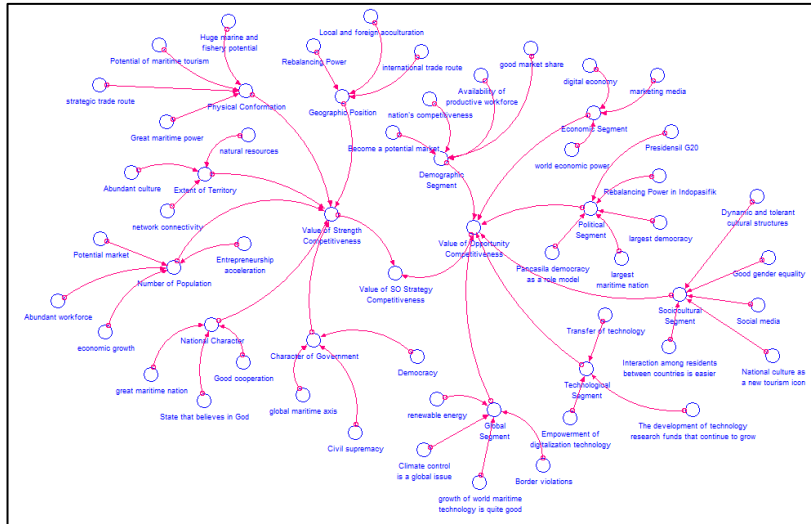 Huge marine and
fishery potential
Potential of maritime tourism
strategic trade route
Great maritime power
Physical Conformation
Local and foreign acculturation
Rebalancing Power
international trade route
Geographic Position
good market share
Availability of
productive workforce
nation's competitiveness
Become a potential market
Demographic
Segment
digital economy
marketing media
Economic Segment
world economic power
Presidensil G20
Rebalancing Power in Indopasifik
largest democracy
Political
Segment
largest
maritime nation
Pancasila democracy
as a role model
natural resources
Abundant culture
Extent of Territory
network connectivity
Value of Strength
Competitiveness
Value of Opportunity
Competitiveness
Value of SO Strategy
Competitiveness
Potential market
Entrepreneurship
acceleration
Number of Population
Abundant workforce
economic growth
National Character
great maritime nation
Good cooperation
State that believes in God
Character of Government
Democracy
global maritime axis
Civil supremacy
Dynamic and tolerant
cultural structures
Good gender equality
Sociocultural
Segment
Social media
Interaction among residents
between countries is easier
National culture as
a new tourism icon
Transfer of technology
Technological
Segment
Empowerment of
digitalization technology
The development of technology
research funds that continue to grow
renewable energy
Global
Segment
Climate control
is a global issue
Border violations
growth of world maritime
technology is quite good